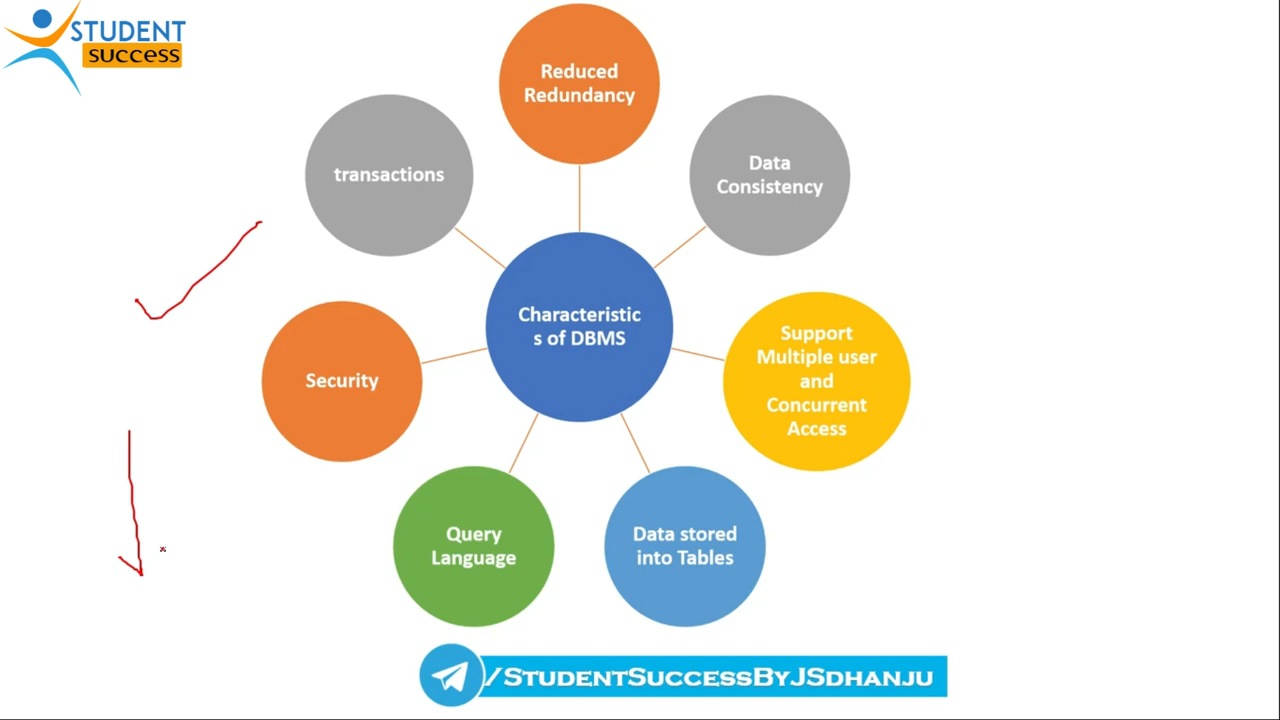 STUDENT
success
Reduced
Redundancy
transactions
Data
Consistency
Characteristic
s of DBMS
Support
Multiple user
and
Concurrent
Access
Security
Query
Language
Data stored
into Tables
/StudentSuccessByJSdhanju